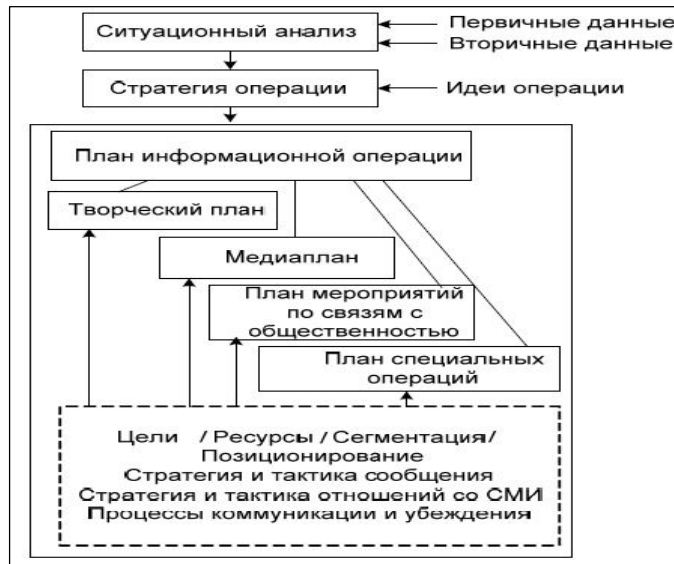 Ситуационный анализ
Первичные данные
Вторичные данные
Стратегия операции
Идеи операции
План информационной операции
Творческий план
Медиаплан
План мероприятий
по связям с
общественностью
План специальных
операций
Цели / Ресурсы / Сегментация/
Позиционирование
Стратегия и тактика сообщения
Стратегия и тактика отношений со СМИ
Процессы коммуникации и убеждения